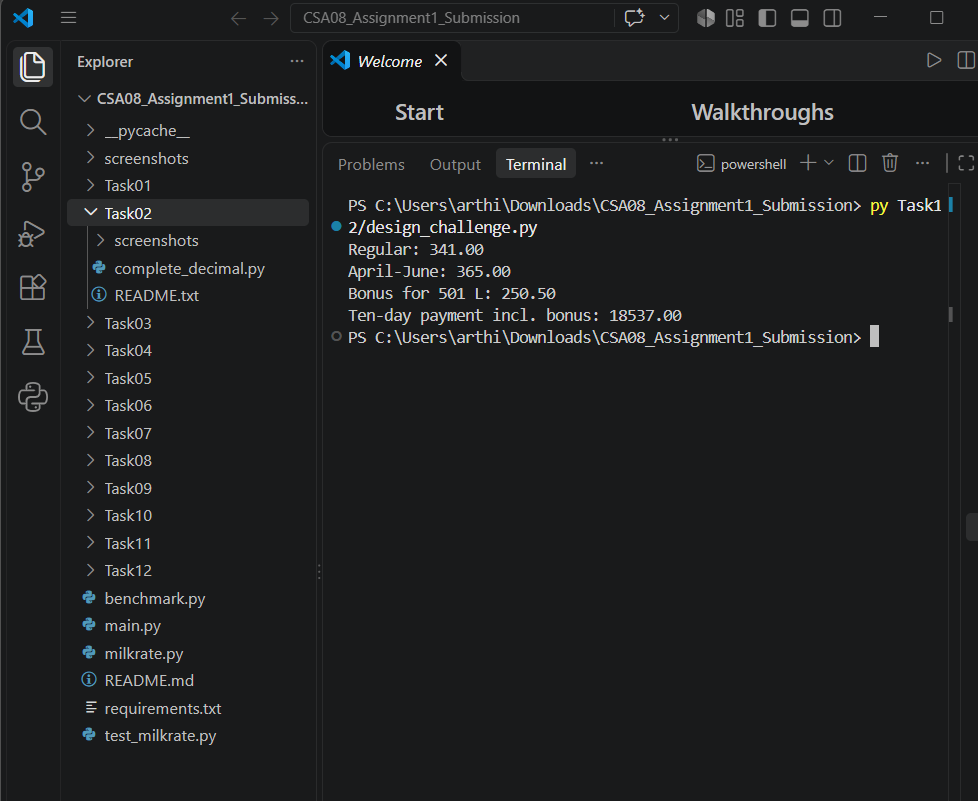 CSA08_Assignment1_Submission
Explorer
CSA08_Assignment1_Submiss...
__pycache__
screenshots
Task01
Task02
screenshots
complete_decimal.py
README.txt
Task03
Task04
Task05
Task06
Task07
Task08
Task09
Task10
Task11
Task12
benchmark.py
main.py
milkrate.py
README.md
requirements.txt
test_milkrate.py
Welcome
Start Walkthroughs
Problems Output Terminal powershell
PS C:\Users\arthi\Downloads\CSA08_Assignment1_Submission> py Task1
2/design_challenge.py
Regular: 341.00
April-June: 365.00
Bonus for 501 L: 250.50
Ten-day payment incl. bonus: 18537.00
PS C:\Users\arthi\Downloads\CSA08_Assignment1_Submission>